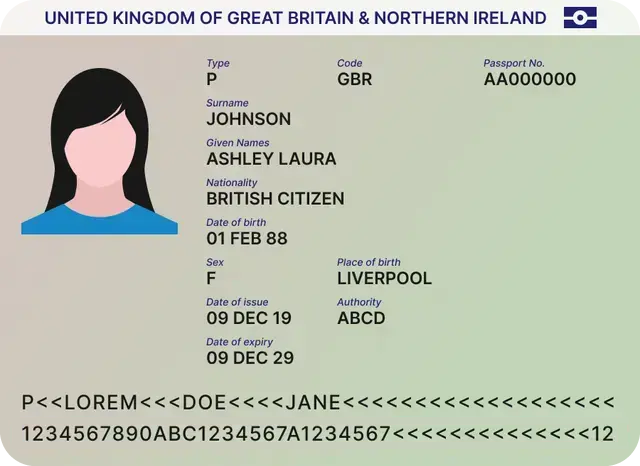 UNITED KINGDOM OF GREAT BRITAIN & NORTHERN IRELAND
Type Code Passport No.
P GBR AA000000
Surname
JOHNSON
Given Names
ASHLEY LAURA
Nationality
BRITISH CITIZEN
Date of birth
01 FEB 88
Sex Place of birth
F LIVERPOOL
Date of issue Authority
09 DEC 19 ABCD
Date of expiry
09 DEC 29
P<<LOREM<<<DOE<<<<JANE<<<<<<<<<<<<<<<<<<<
1234567890ABC1234567A1234567<<<<<<<<<<<<<<12